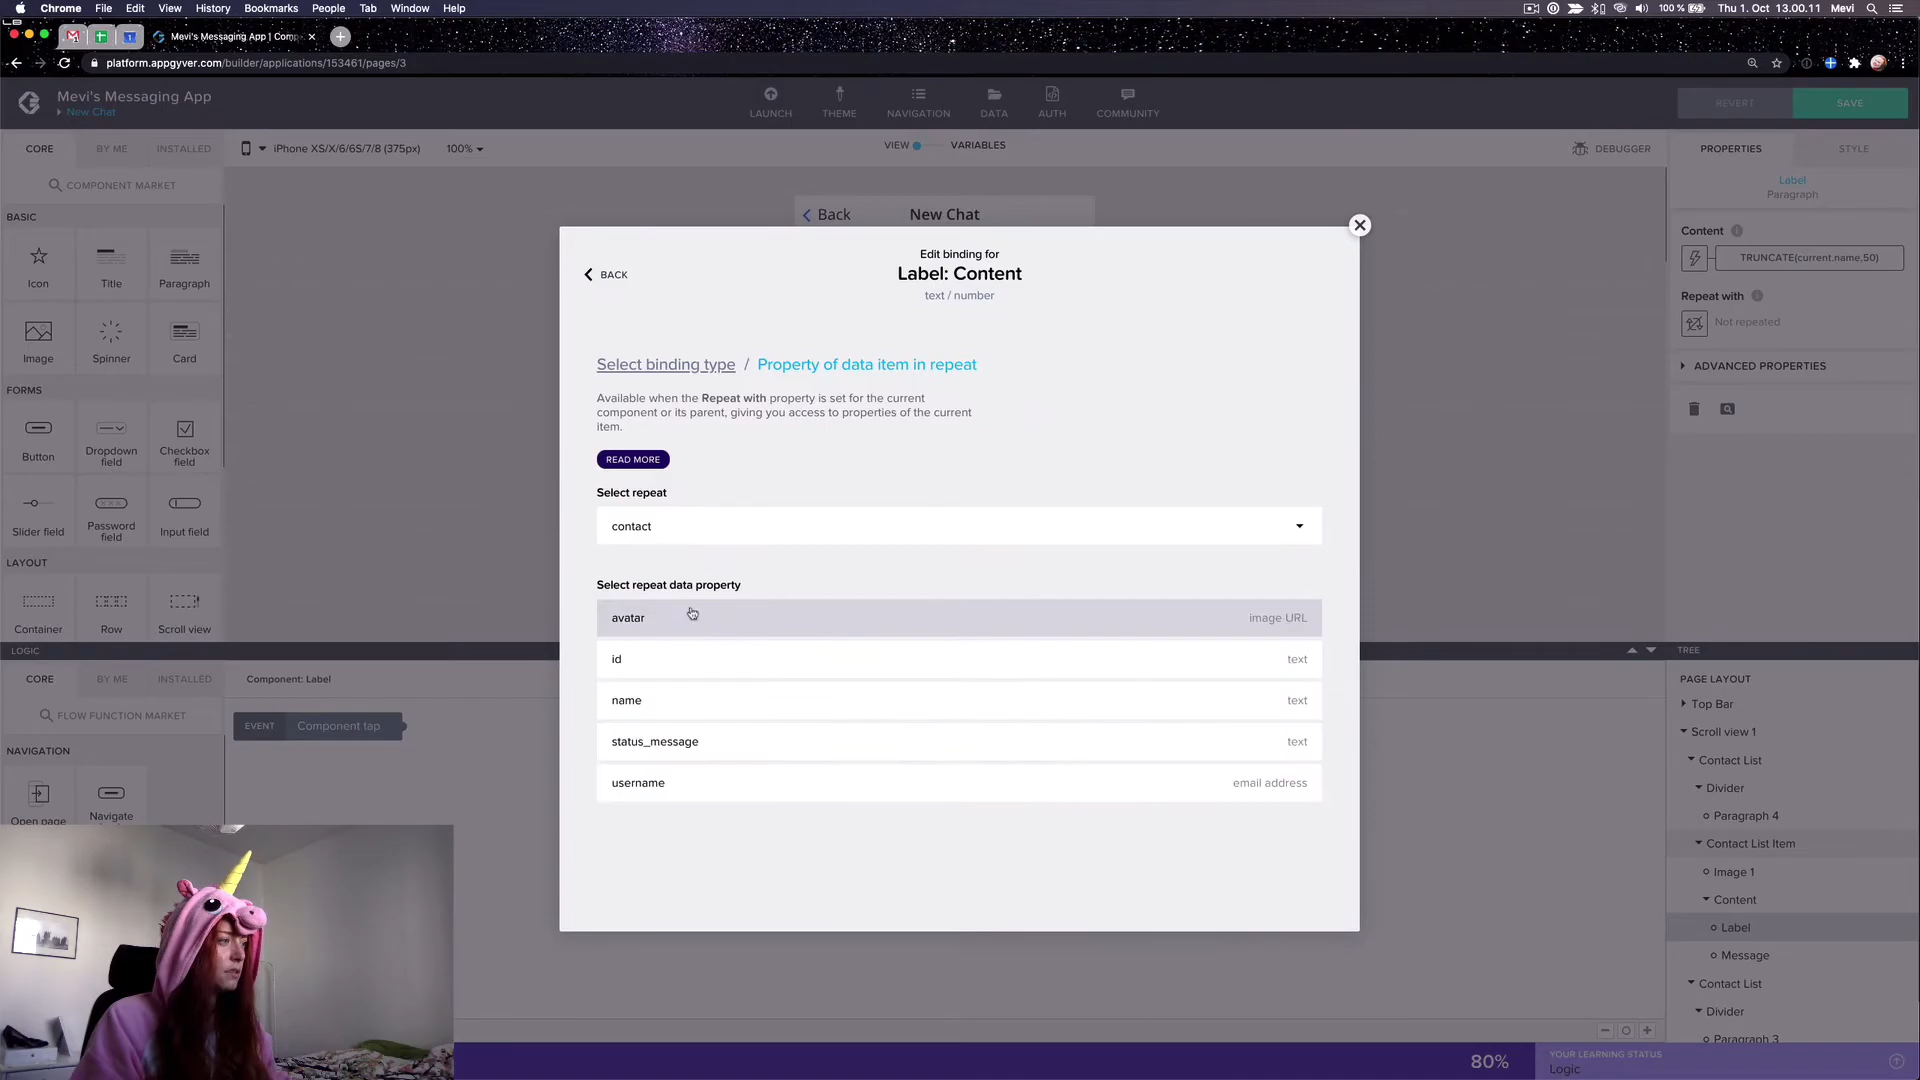 Chrome File Edit View History Bookmarks People Tab Window Help
100 % Thu 1. Oct 13.00.11 Mevi
Mevi's Messaging App | Comp
platform.appgyver.com/builder/applications/153461/pages/3
Mevi's Messaging App
New Chat
LAUNCH THEME NAVIGATION DATA AUTH COMMUNITY
REVERT SAVE
CORE BY ME INSTALLED
iPhone XS/X/6/6S/7/8 (375px) 100%
VIEW VARIABLES
DEBUGGER
PROPERTIES STYLE
COMPONENT MARKET
Label
Paragraph
BASIC
Icon Title Paragraph
Image Spinner Card
FORMS
Button Dropdown field Checkbox field
Slider field Password field Input field
LAYOUT
Container Row Scroll view
Back New Chat
Edit binding for
BACK
Label: Content
text / number
Select binding type / Property of data item in repeat
Available when the Repeat with property is set for the current
component or its parent, giving you access to properties of the current
item.
READ MORE
Select repeat
contact
Select repeat data property
avatar image URL
id text
name text
status_message text
username email address
Content
TRUNCATE(current.name,50)
Repeat with
Not repeated
ADVANCED PROPERTIES
LOGIC
CORE BY ME INSTALLED
Component: Label
FLOW FUNCTION MARKET
EVENT Component tap
NAVIGATION
Open page Navigate
TREE
PAGE LAYOUT
Top Bar
Scroll view 1
Contact List
Divider
Paragraph 4
Contact List Item
Image 1
Content
Label
Message
Contact List
Divider
Paragraph 3
80%
YOUR LEARNING STATUS
Logic